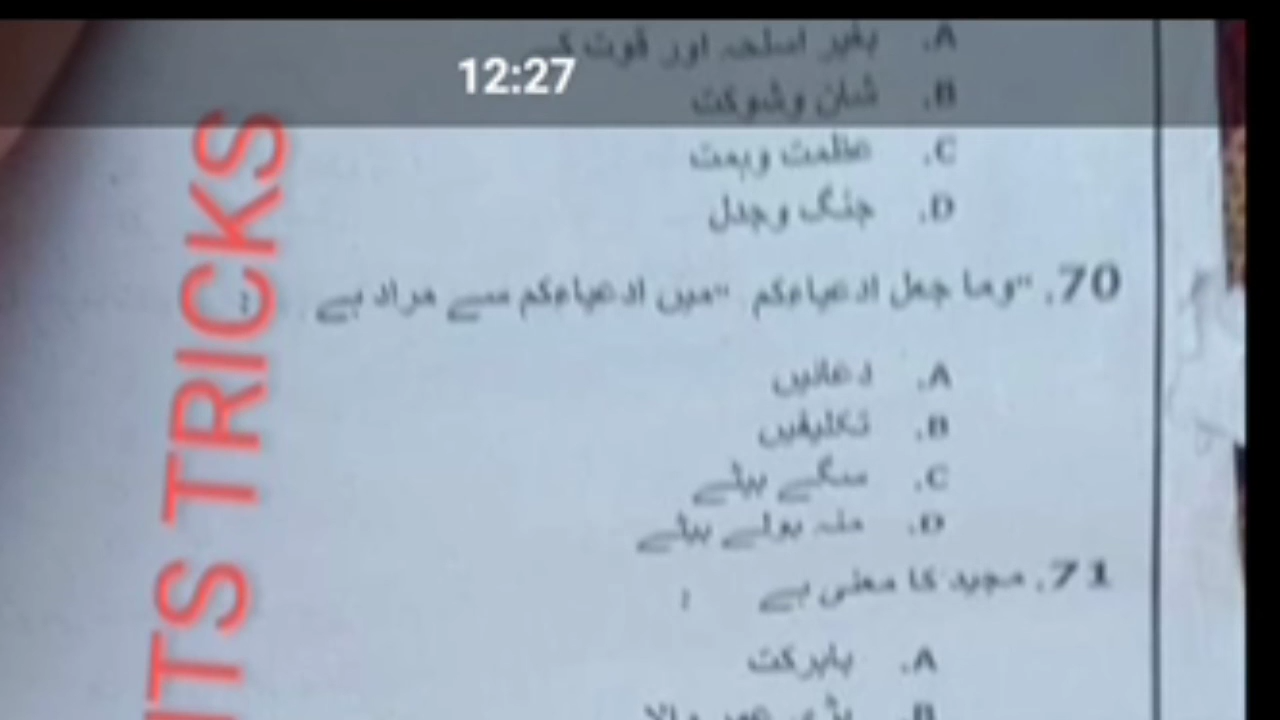 12:27
A. بغیر اسلحہ اور قوت کے
B. شان وشوکت
C. عظمت وہمت
D. جنگ وجدل
70. "وما جعل ادعیاءکم" میں ادعیاءکم سے مراد ہے :
A. دعائیں
B. تکلیفیں
C. سگے بیٹے
D. منہ بولے بیٹے
71. مجید کا معنی ہے :
A. بابرکت
B.
ITS TRICKS